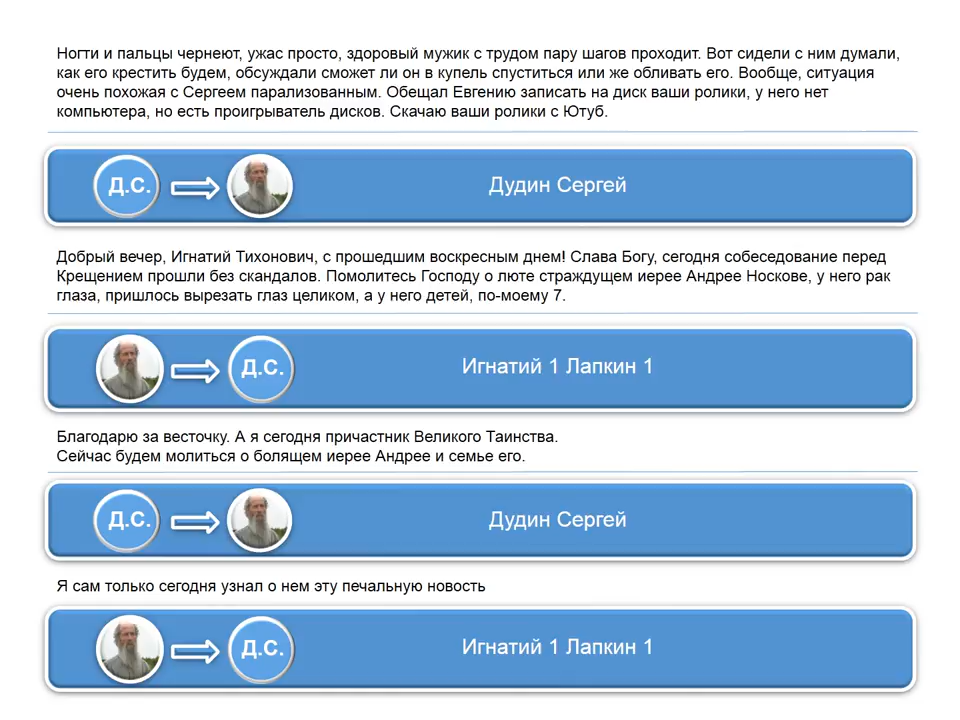 Ногти и пальцы чернеют, ужас просто, здоровый мужик с трудом пару шагов проходит. Вот сидели с ним думали,
как его крестить будем, обсуждали сможет ли он в купель спуститься или же обливать его. Вообще, ситуация
очень похожая с Сергеем парализованным. Обещал Евгению записать на диск ваши ролики, у него нет
компьютера, но есть проигрыватель дисков. Скачаю ваши ролики с Ютуб.
Д.С.
Дудин Сергей
Добрый вечер, Игнатий Тихонович, с прошедшим воскресным днем! Слава Богу, сегодня собеседование перед
Крещением прошли без скандалов. Помолитесь Господу о люте страждущем иерее Андрее Носкове, у него рак
глаза, пришлось вырезать глаз целиком, а у него детей, по-моему 7.
Д.С.
Игнатий 1 Лапкин 1
Благодарю за весточку. А я сегодня причастник Великого Таинства.
Сейчас будем молиться о болящем иерее Андрее и семье его.
Д.С.
Дудин Сергей
Я сам только сегодня узнал о нем эту печальную новость
Д.С.
Игнатий 1 Лапкин 1